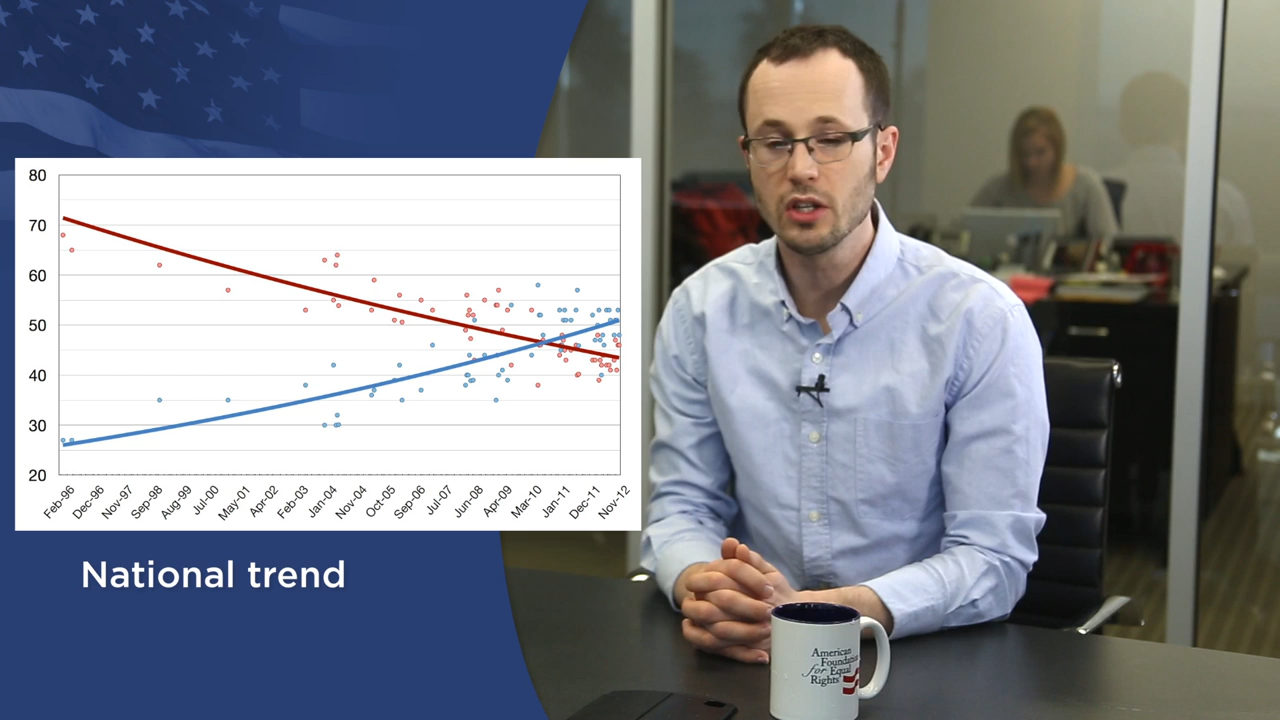 80
70
60
50
40
30
20
Feb-96 Dec-96 Nov-97 Sep-98 Aug-99 Jul-00 May-01 Apr-02 Feb-03 Jan-04 Nov-04 Oct-05 Sep-06 Jul-07 Jun-08 Apr-09 Mar-10 Jan-11 Dec-11 Nov-12
National trend
American
Foundation
for Equal
Rights